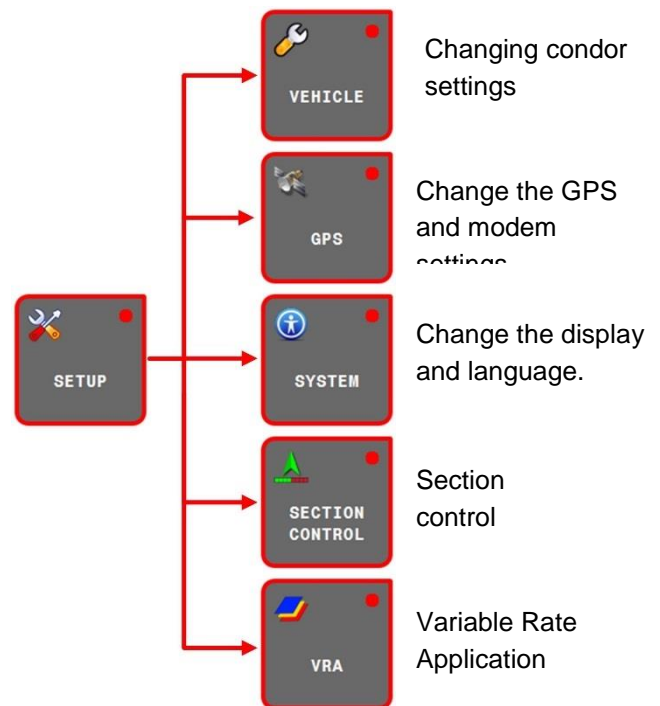 VEHICLE
Changing condor
settings
GPS
Change the GPS
and modem
settings
SETUP
SYSTEM
Change the display
and language.
SECTION
CONTROL
Section
control
VRA
Variable Rate
Application